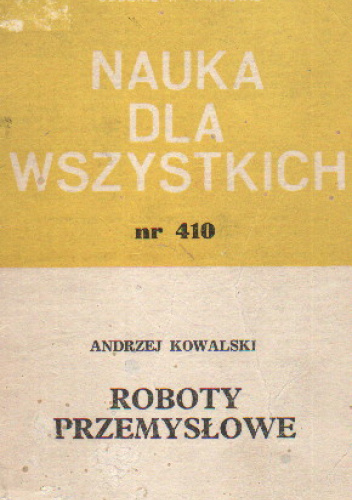 NAUKA
DLA
WSZYSTKICH
nr 410
ANDRZEJ KOWALSKI
ROBOTY
PRZEMYSŁOWE